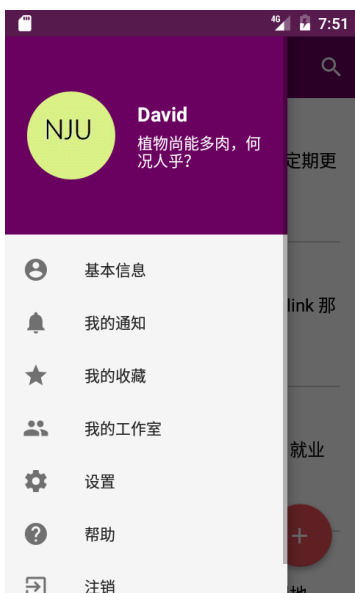 4G
7:51
NJU
David
植物尚能多肉，何
况人乎？
定期更
基本信息
link 那
我的通知
我的收藏
我的工作室
就业
设置
帮助
+
注销
地